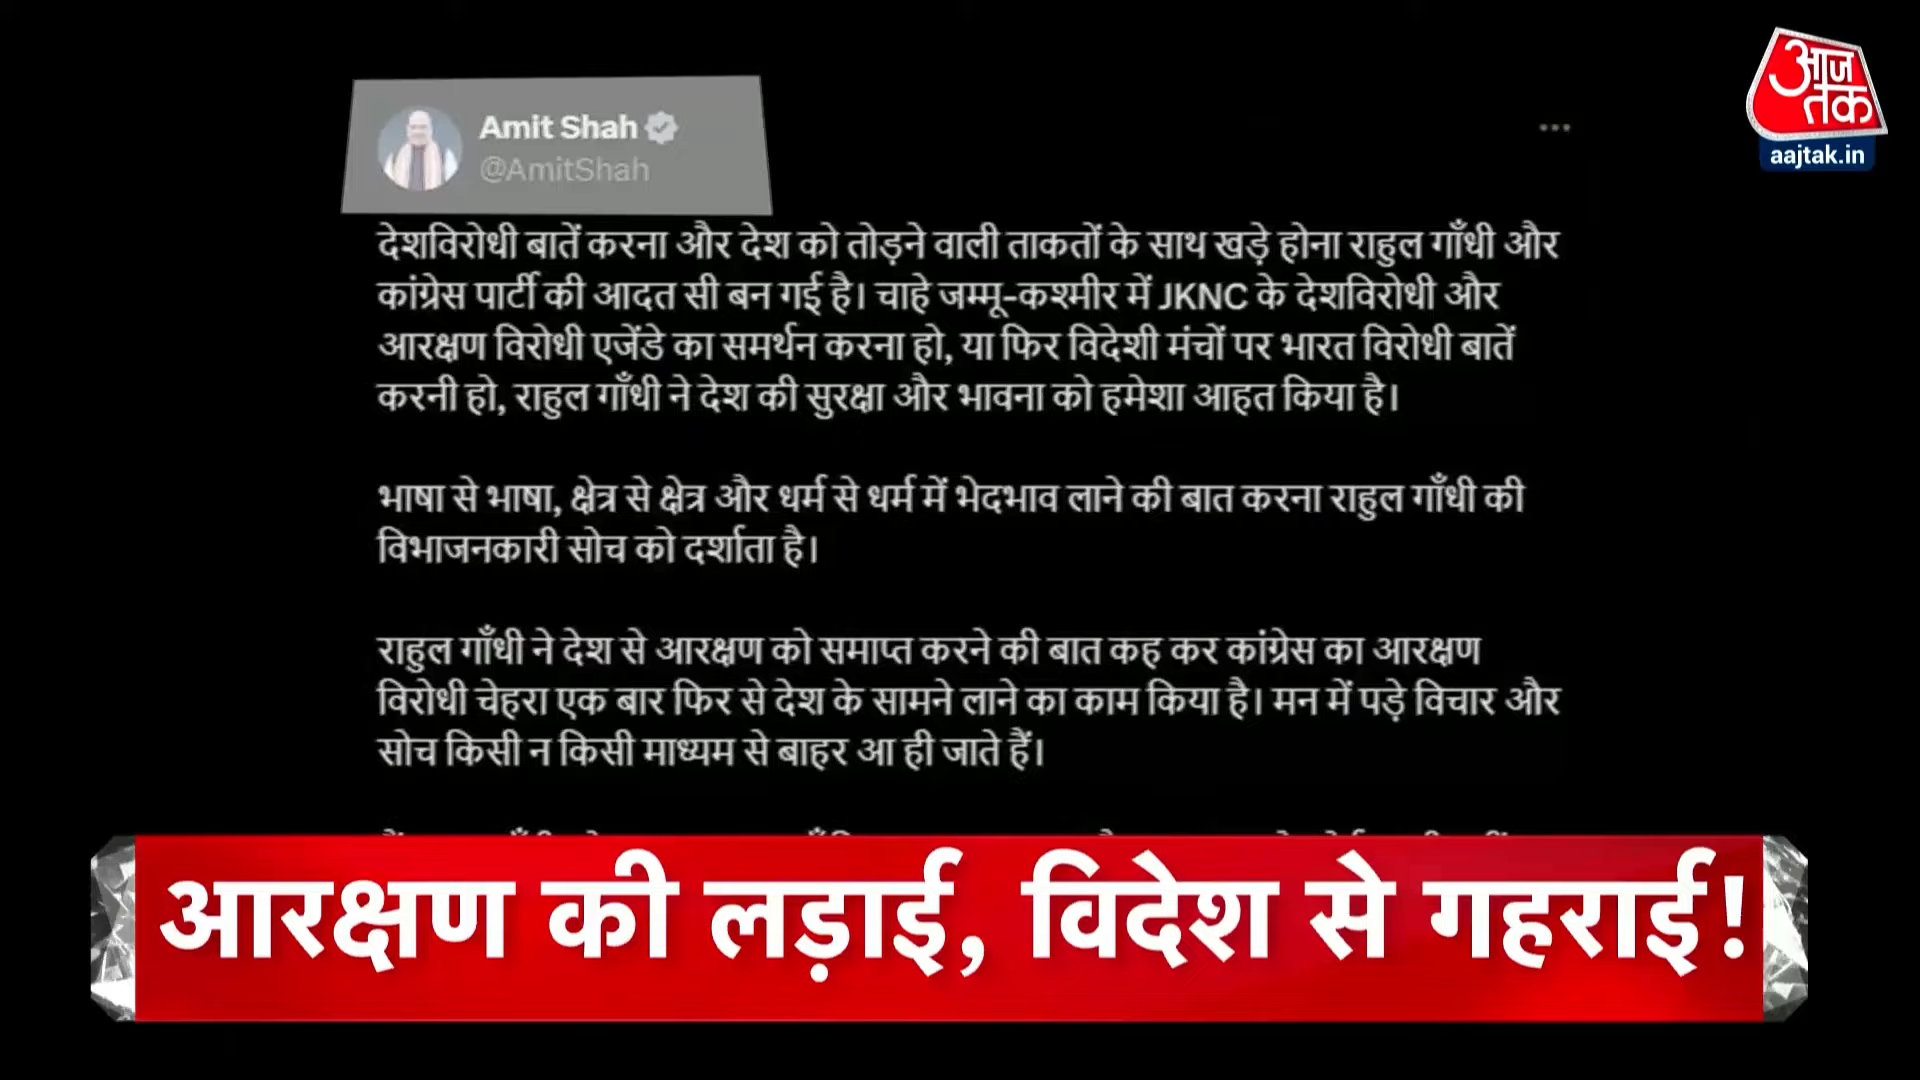 आज
तक
aajtak.in
Amit Shah
@AmitShah
देशविरोधी बातें करना और देश को तोड़ने वाली ताकतों के साथ खड़े होना राहुल गाँधी और
कांग्रेस पार्टी की आदत सी बन गई है। चाहे जम्मू-कश्मीर में JKNC के देशविरोधी और
आरक्षण विरोधी एजेंडे का समर्थन करना हो, या फिर विदेशी मंचों पर भारत विरोधी बातें
करनी हो, राहुल गाँधी ने देश की सुरक्षा और भावना को हमेशा आहत किया है।
भाषा से भाषा, क्षेत्र से क्षेत्र और धर्म से धर्म में भेदभाव लाने की बात करना राहुल गाँधी की
विभाजनकारी सोच को दर्शाता है।
राहुल गाँधी ने देश से आरक्षण को समाप्त करने की बात कह कर कांग्रेस का आरक्षण
विरोधी चेहरा एक बार फिर से देश के सामने लाने का काम किया है। मन में पड़े विचार और
सोच किसी न किसी माध्यम से बाहर आ ही जाते हैं।
आरक्षण की लड़ाई, विदेश से गहराई!